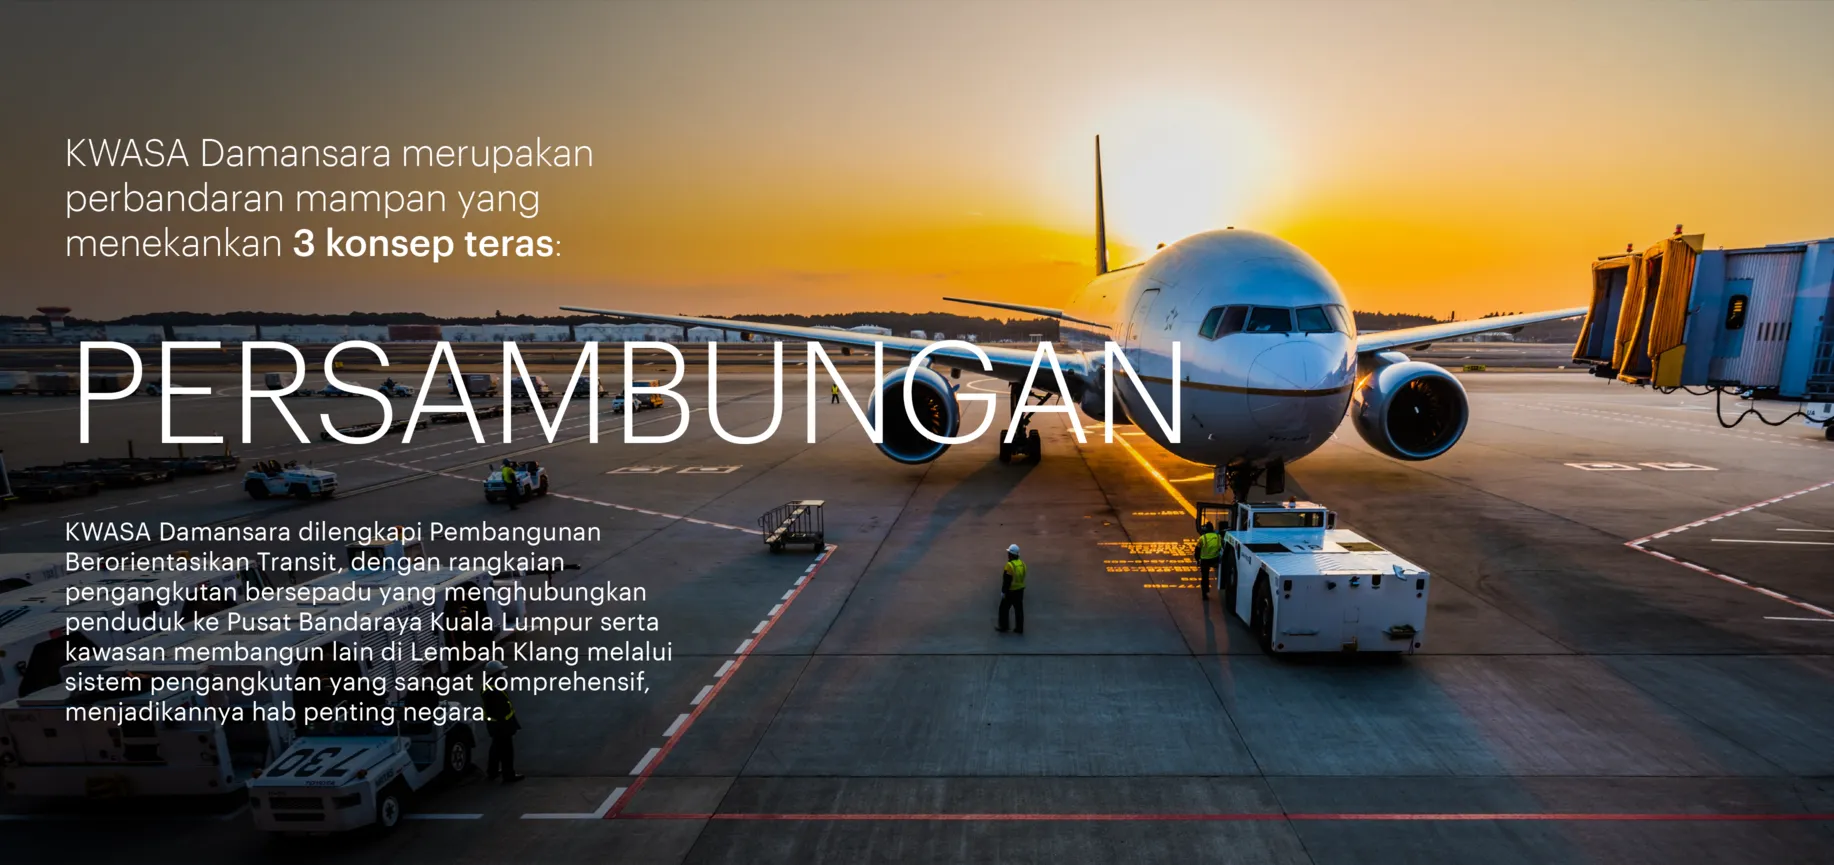 KWASA Damansara merupakan
perbandaran mampan yang
menekankan 3 konsep teras:
PERSAMBUNGAN
KWASA Damansara dilengkapi Pembangunan
Berorientasikan Transit, dengan rangkaian
pengangkutan bersepadu yang menghubungkan
penduduk ke Pusat Bandaraya Kuala Lumpur serta
kawasan membangun lain di Lembah Klang melalui
sistem pengangkutan yang sangat komprehensif,
menjadikannya hab penting negara.
730